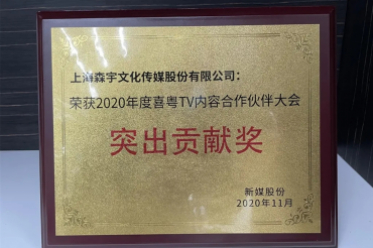 上海森宇文化传媒股份有限公司：
荣获2020年度喜粤TV内容合作伙伴大会
突出贡献奖
新媒股份
2020年11月